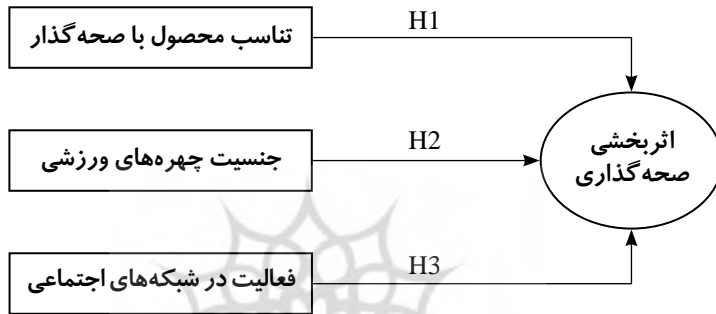 تناسب محصول با صحه‌گذار
H1
جنسیت چهره‌های ورزشی
H2
اثربخشی
صحه‌گذاری
فعالیت در شبکه‌های اجتماعی
H3